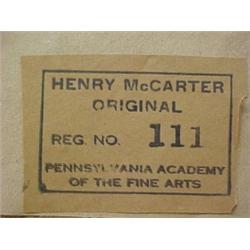 HENRY McCARTER
ORIGINAL
REG. NO. 111
PENNSYLVANIA ACADEMY
OF THE FINE ARTS